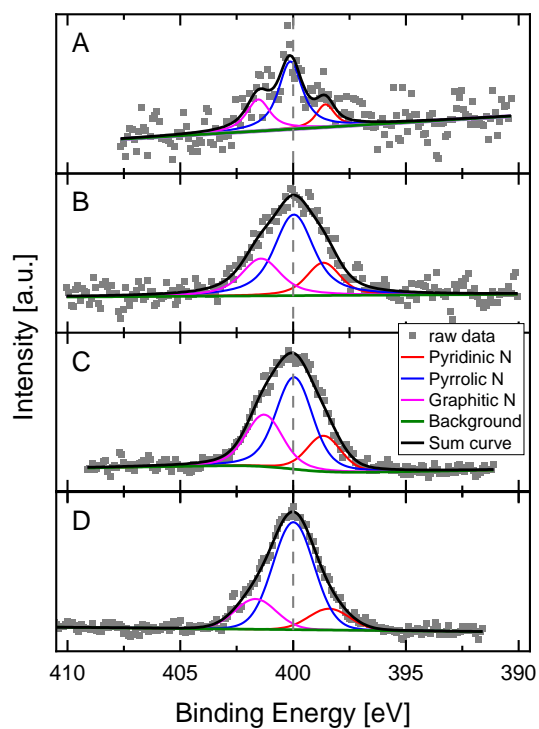 A
B
C
D
raw data
Pyridinic N
Pyrrolic N
Graphitic N
Background
Sum curve
Intensity [a.u.]
410 405 400 395 390
Binding Energy [eV]